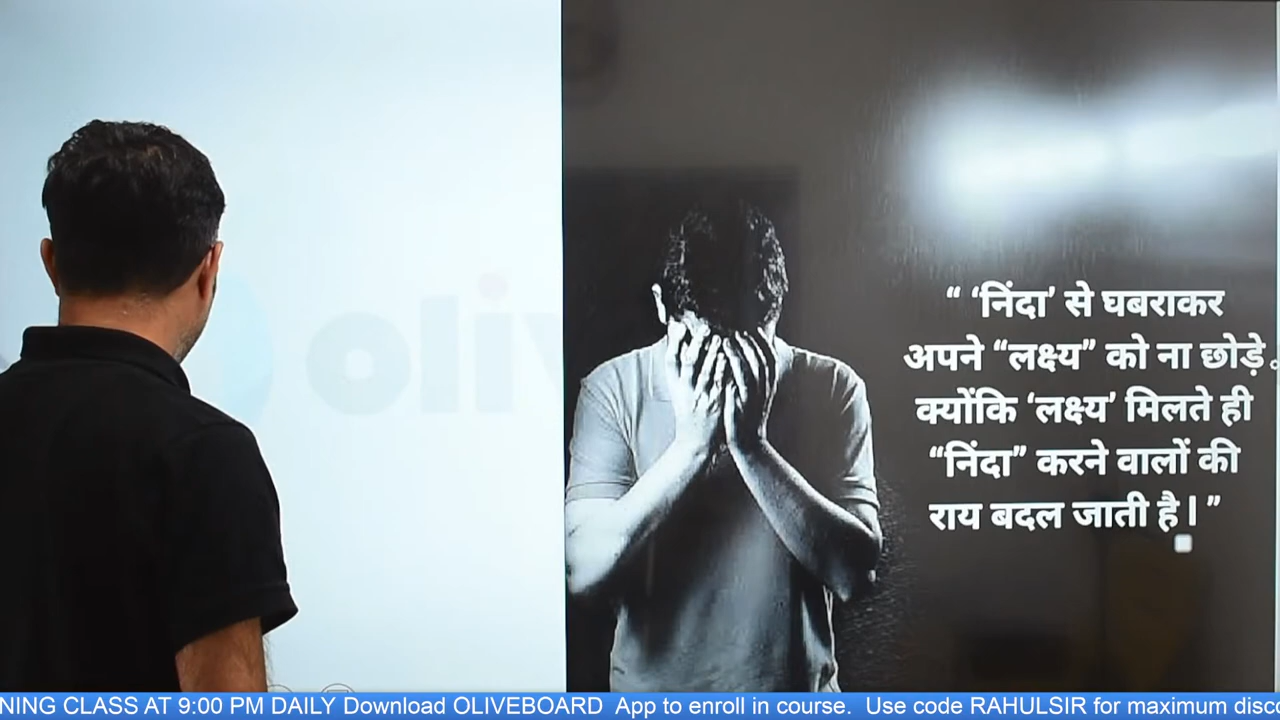 oliv
“ ‘निंदा’ से घबराकर
अपने “लक्ष्य” को ना छोड़े。
क्योंकि ‘लक्ष्य’ मिलते ही
“निंदा” करने वालों की
राय बदल जाती है| ”
NING CLASS AT 9:00 PM DAILY Download OLIVEBOARD App to enroll in course. Use code RAHULSIR for maximum disco